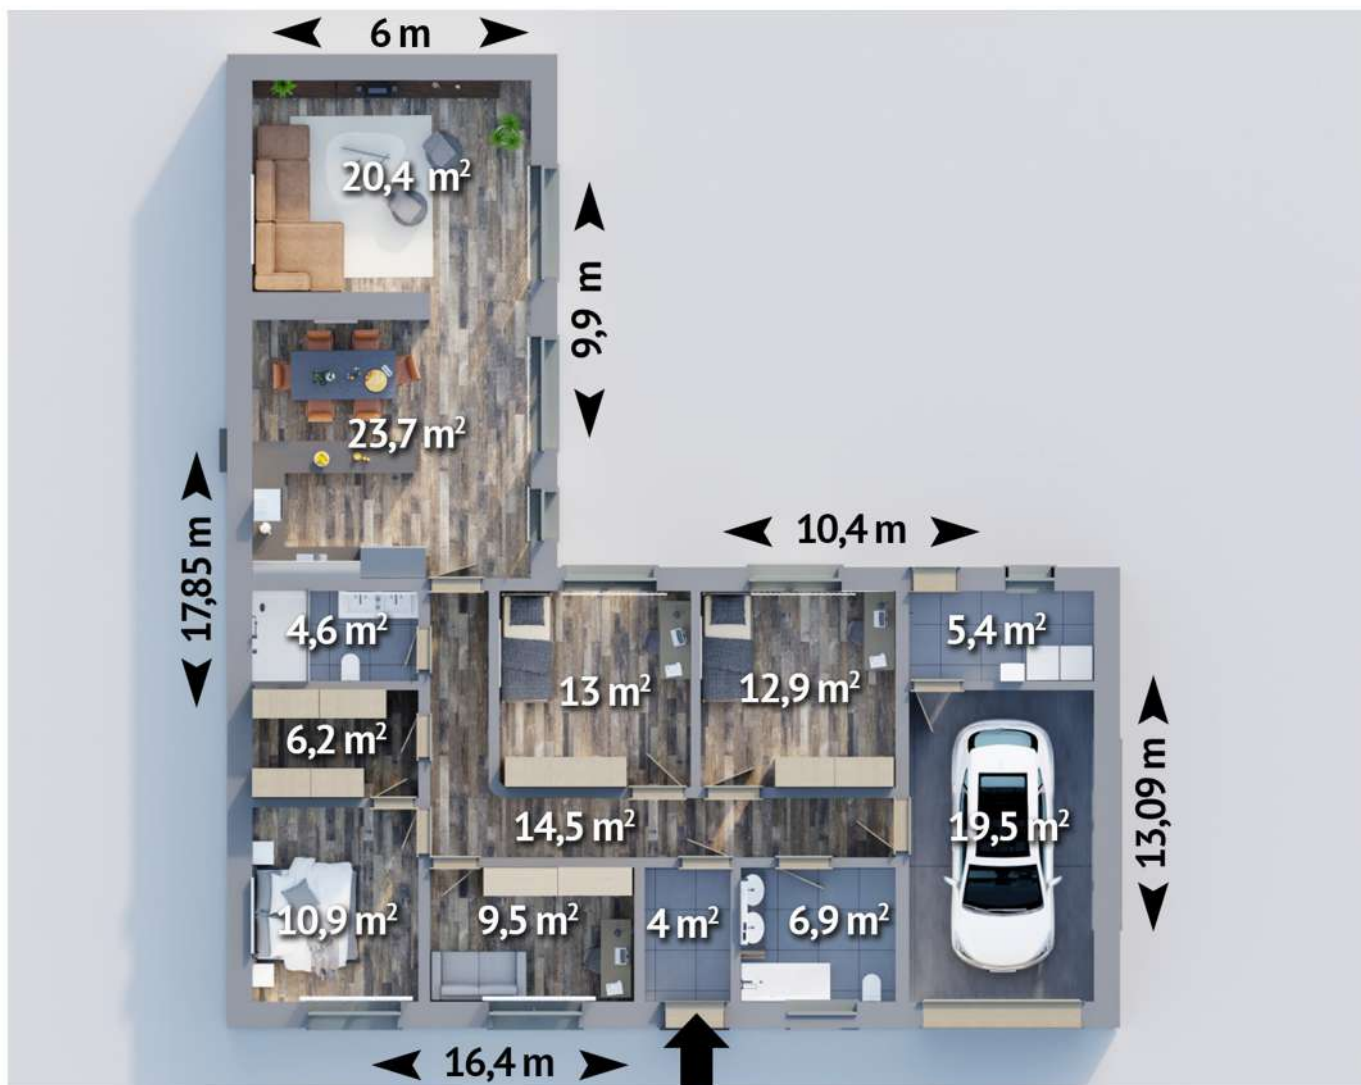 6 m
20,4 m²
9,9 m
23,7 m²
17,85 m
10,4 m
4,6 m²
5,4 m²
13 m²
12,9 m²
6,2 m²
14,5 m²
19,5 m²
13,09 m
10,9 m²
9,5 m²
4 m²
6,9 m²
16,4 m